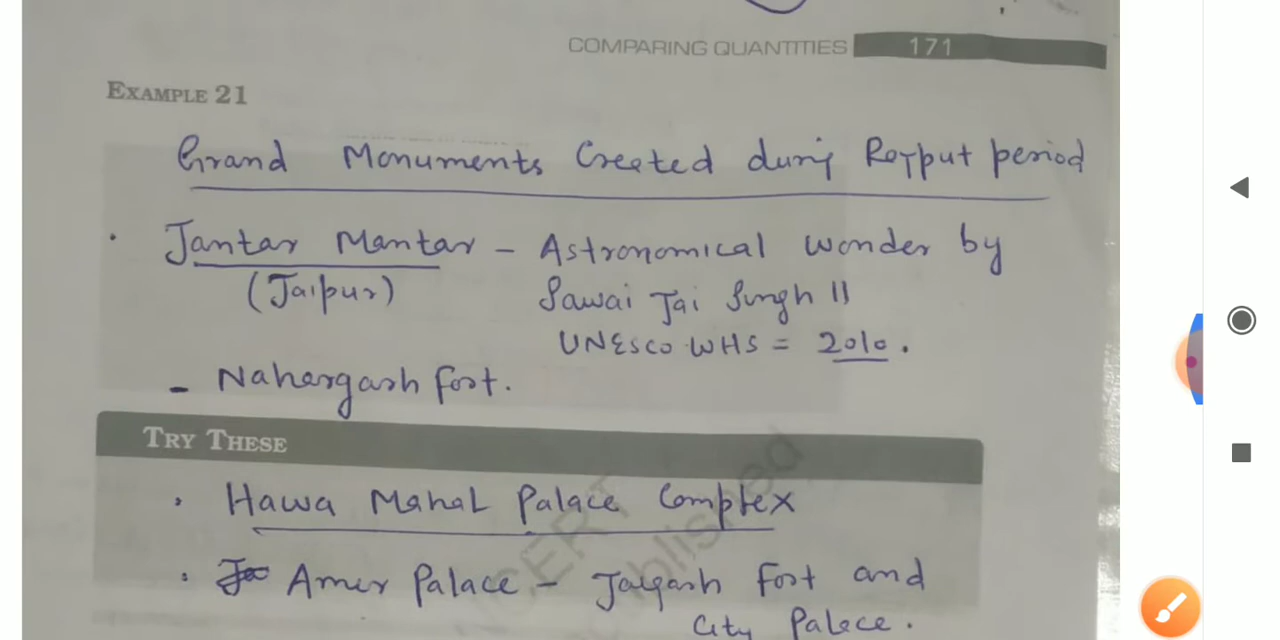 COMPARING QUANTITIES 171
EXAMPLE 21
Grand Monuments Created during Rajput period
. Jantar Mantar - Astronomical wonder by
(Jaipur) Sawai Jai Singh II
UNESCO WHS = 2010.
- Nahargarh Fort.
TRY THESE
. Hawa Mahal Palace Complex
. Amer Palace - Jaigarh Fort and
City Palace.